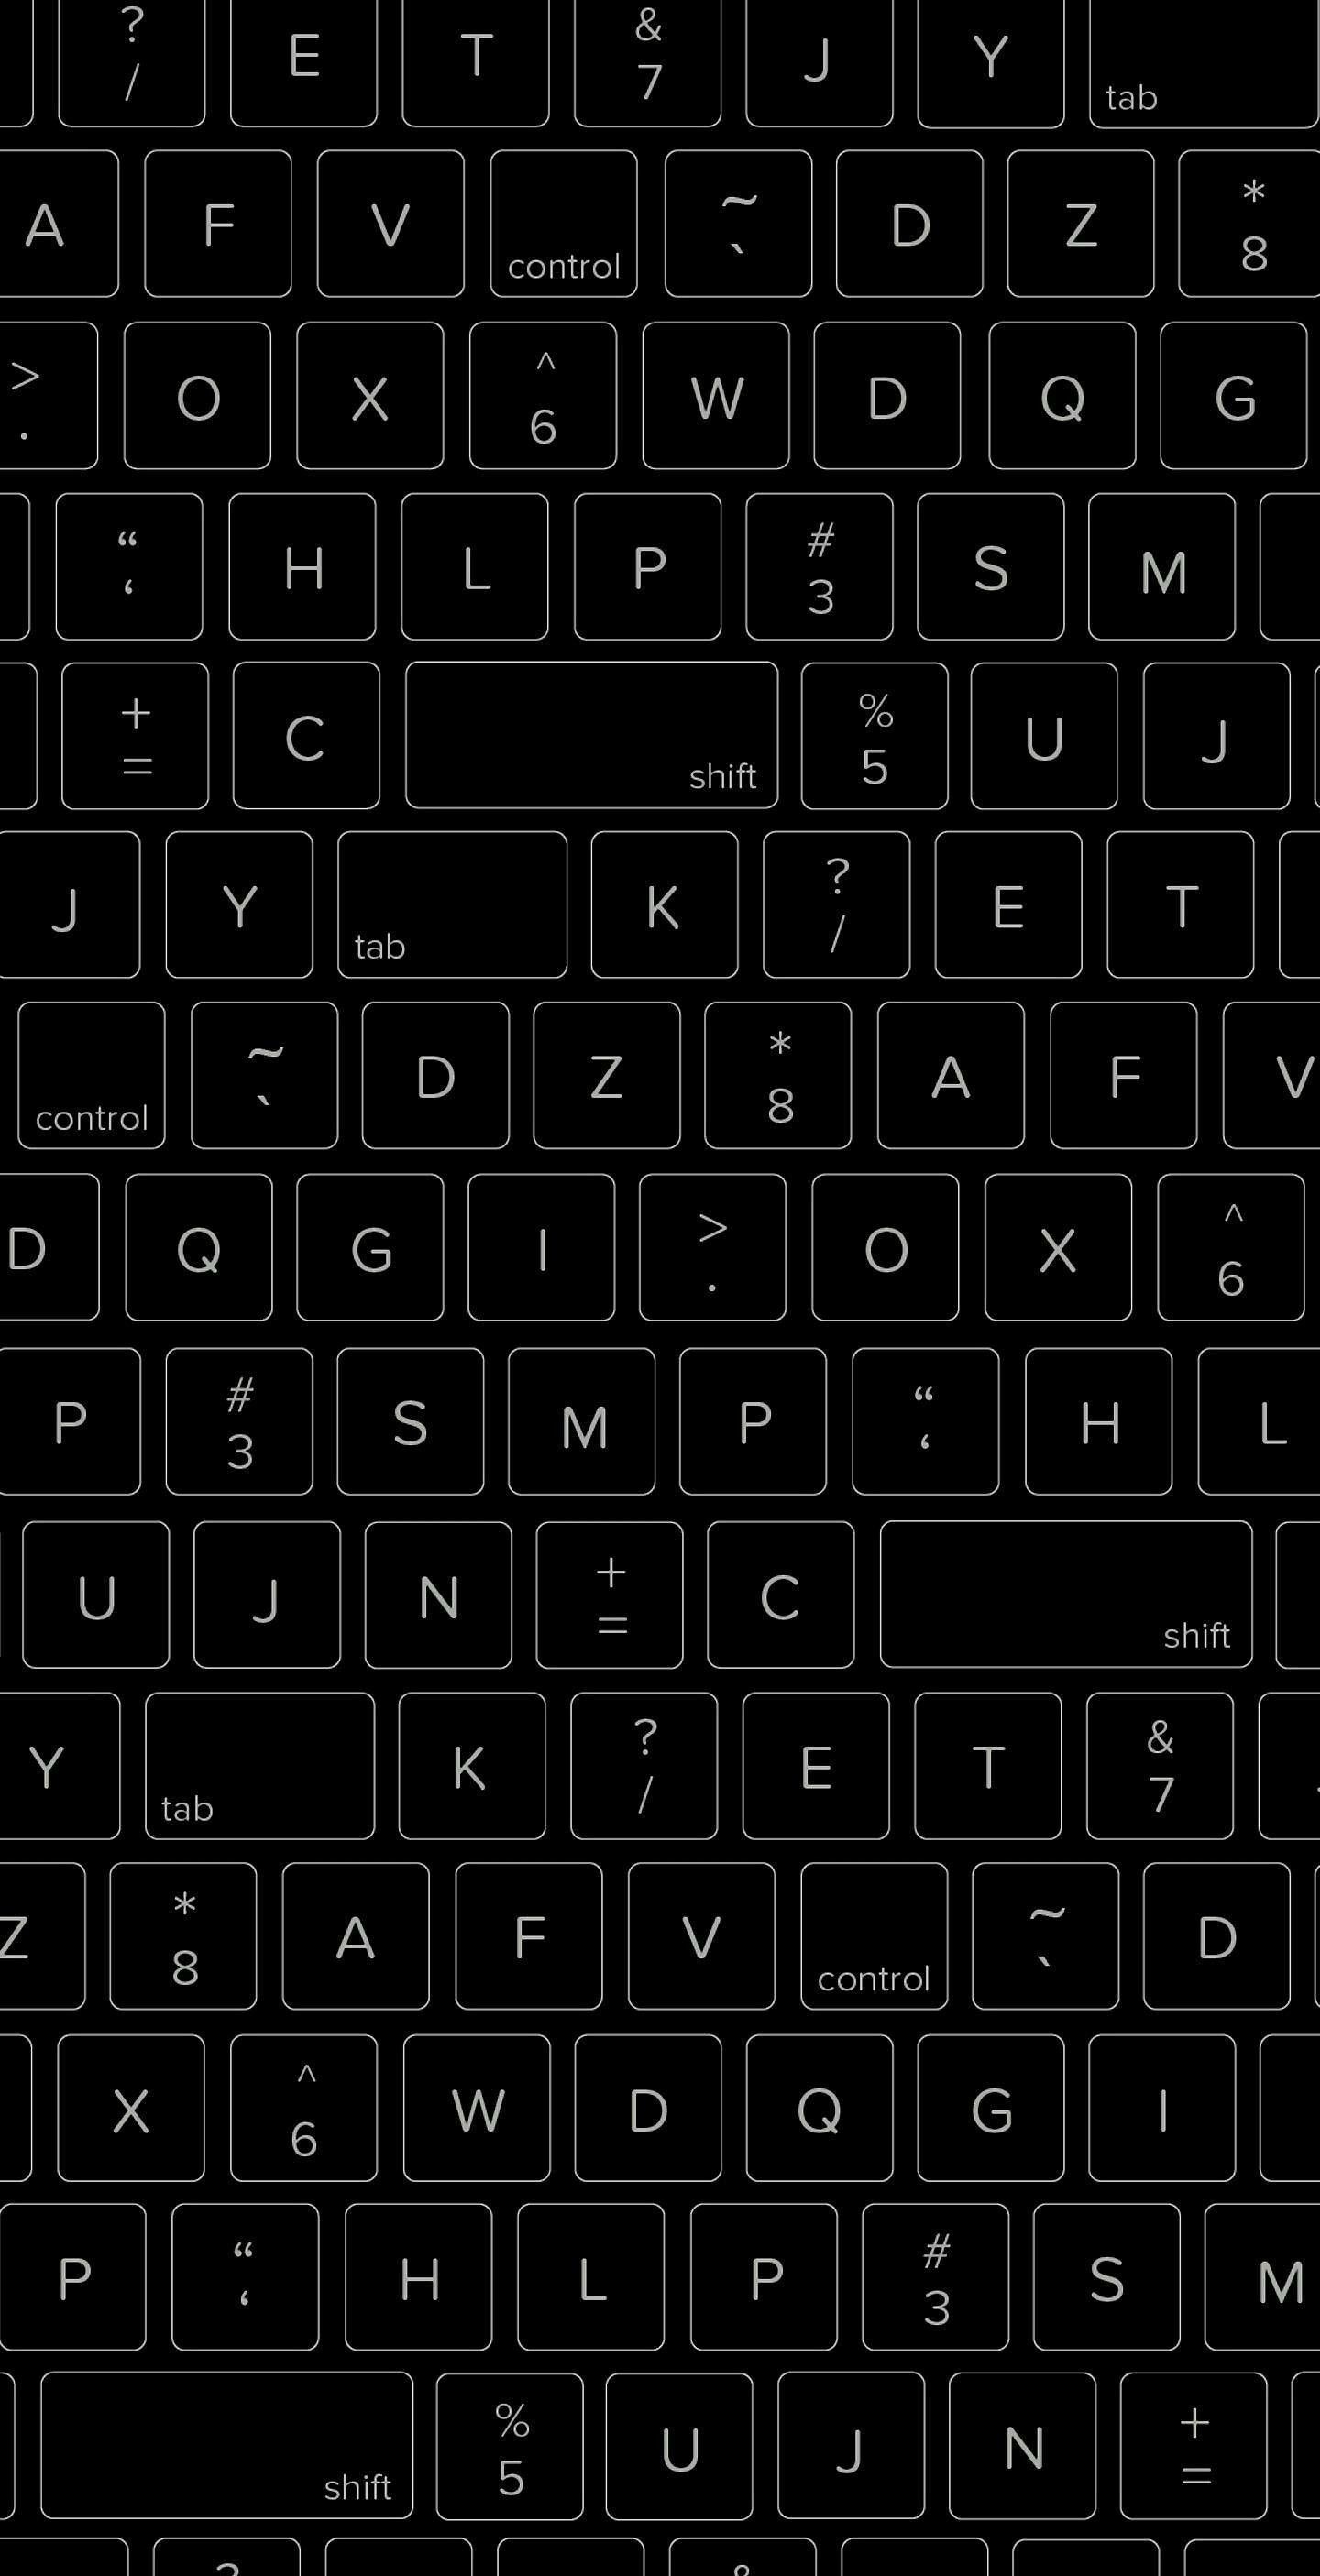 ? / E T & 7 J Y tab
A F V control ~ ` D Z * 8
> . O X ^ 6 W D Q G
“ ‘ H L P # 3 S M
+ = C shift % 5 U J
J Y tab K ? / E T
control ~ ` D Z * 8 A F V
D Q G I > . O X ^ 6
P # 3 S M P “ ‘ H L
U J N + = C shift
Y tab K ? / E T & 7
Z * 8 A F V control ~ ` D
X ^ 6 W D Q G I
P “ ‘ H L P # 3 S M
shift % 5 U J N + =